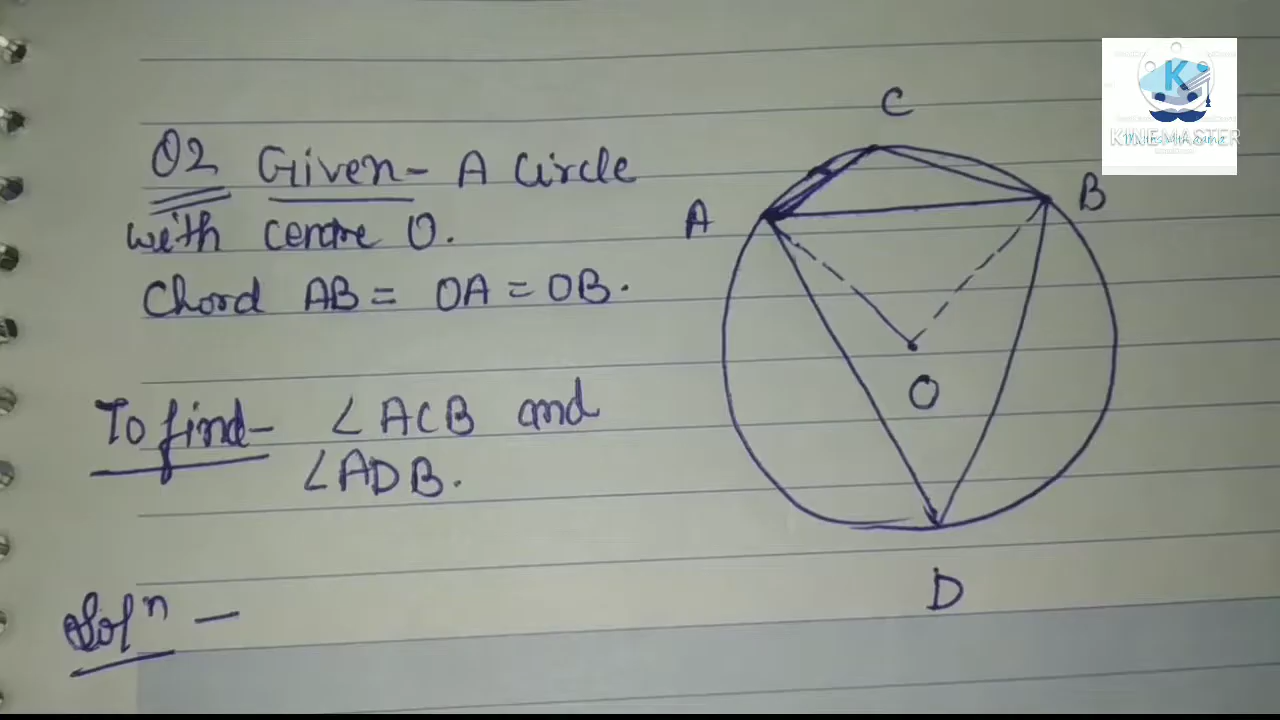 Q2 Given- A Circle
with centre O.
Chord AB = OA = OB.
To find- ∠ACB and
∠ADB.
Solⁿ -
C
A
B
O
D
K
KINEMASTER